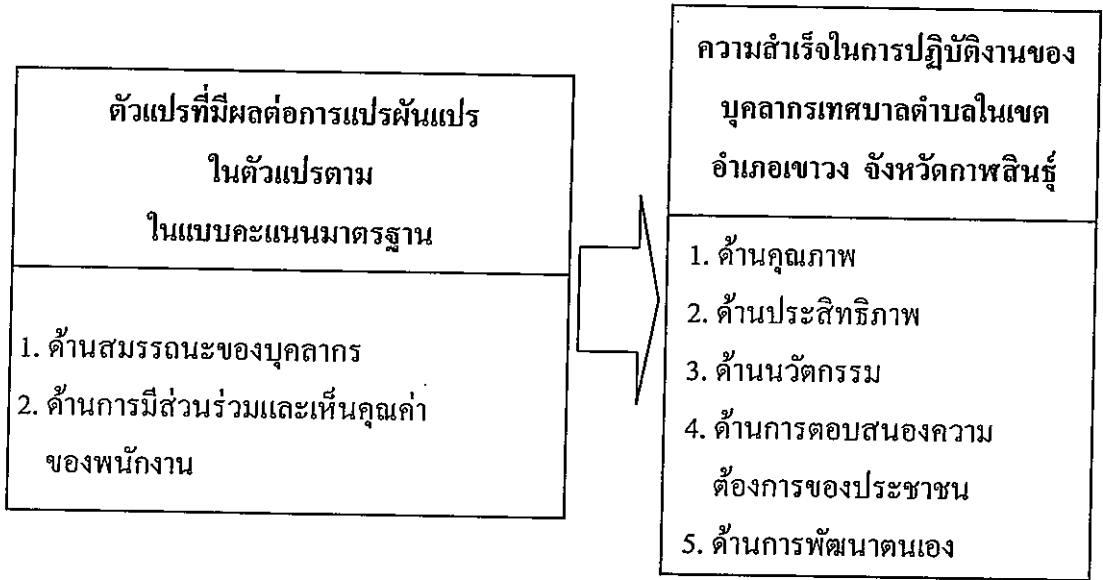 ตัวแปรที่มีผลต่อการแปรผันแปร
ในตัวแปรตาม
ในแบบคะแนนมาตรฐาน
1. ด้านสมรรถนะของบุคลากร
2. ด้านการมีส่วนร่วมและเห็นคุณค่า
ของพนักงาน
ความสำเร็จในการปฏิบัติงานของ
บุคลากรเทศบาลตำบลในเขต
อำเภอเขาวง จังหวัดกาฬสินธุ์
1. ด้านคุณภาพ
2. ด้านประสิทธิภาพ
3. ด้านนวัตกรรม
4. ด้านการตอบสนองความ
ต้องการของประชาชน
5. ด้านการพัฒนาตนเอง